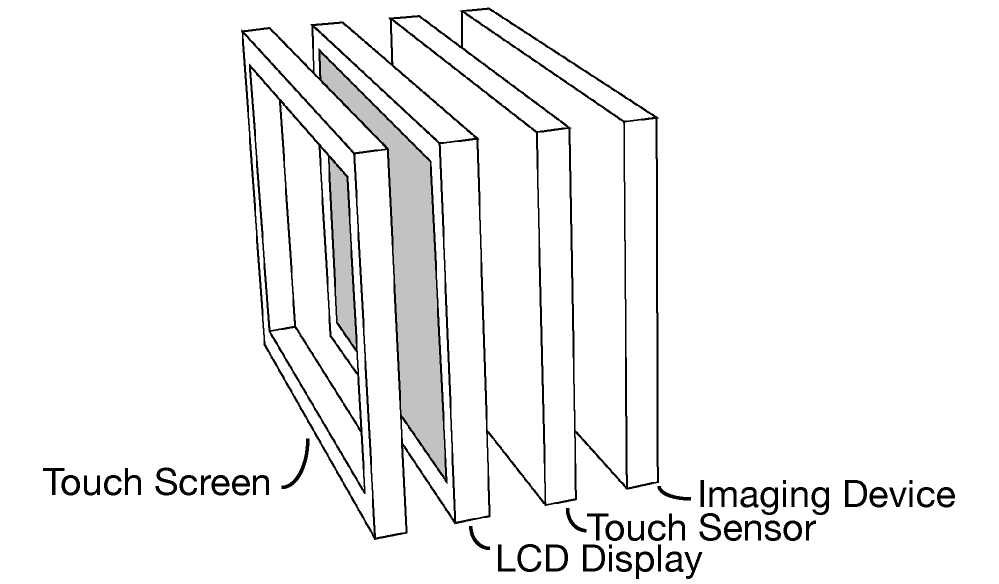 Touch Screen
Imaging Device
Touch Sensor
LCD Display